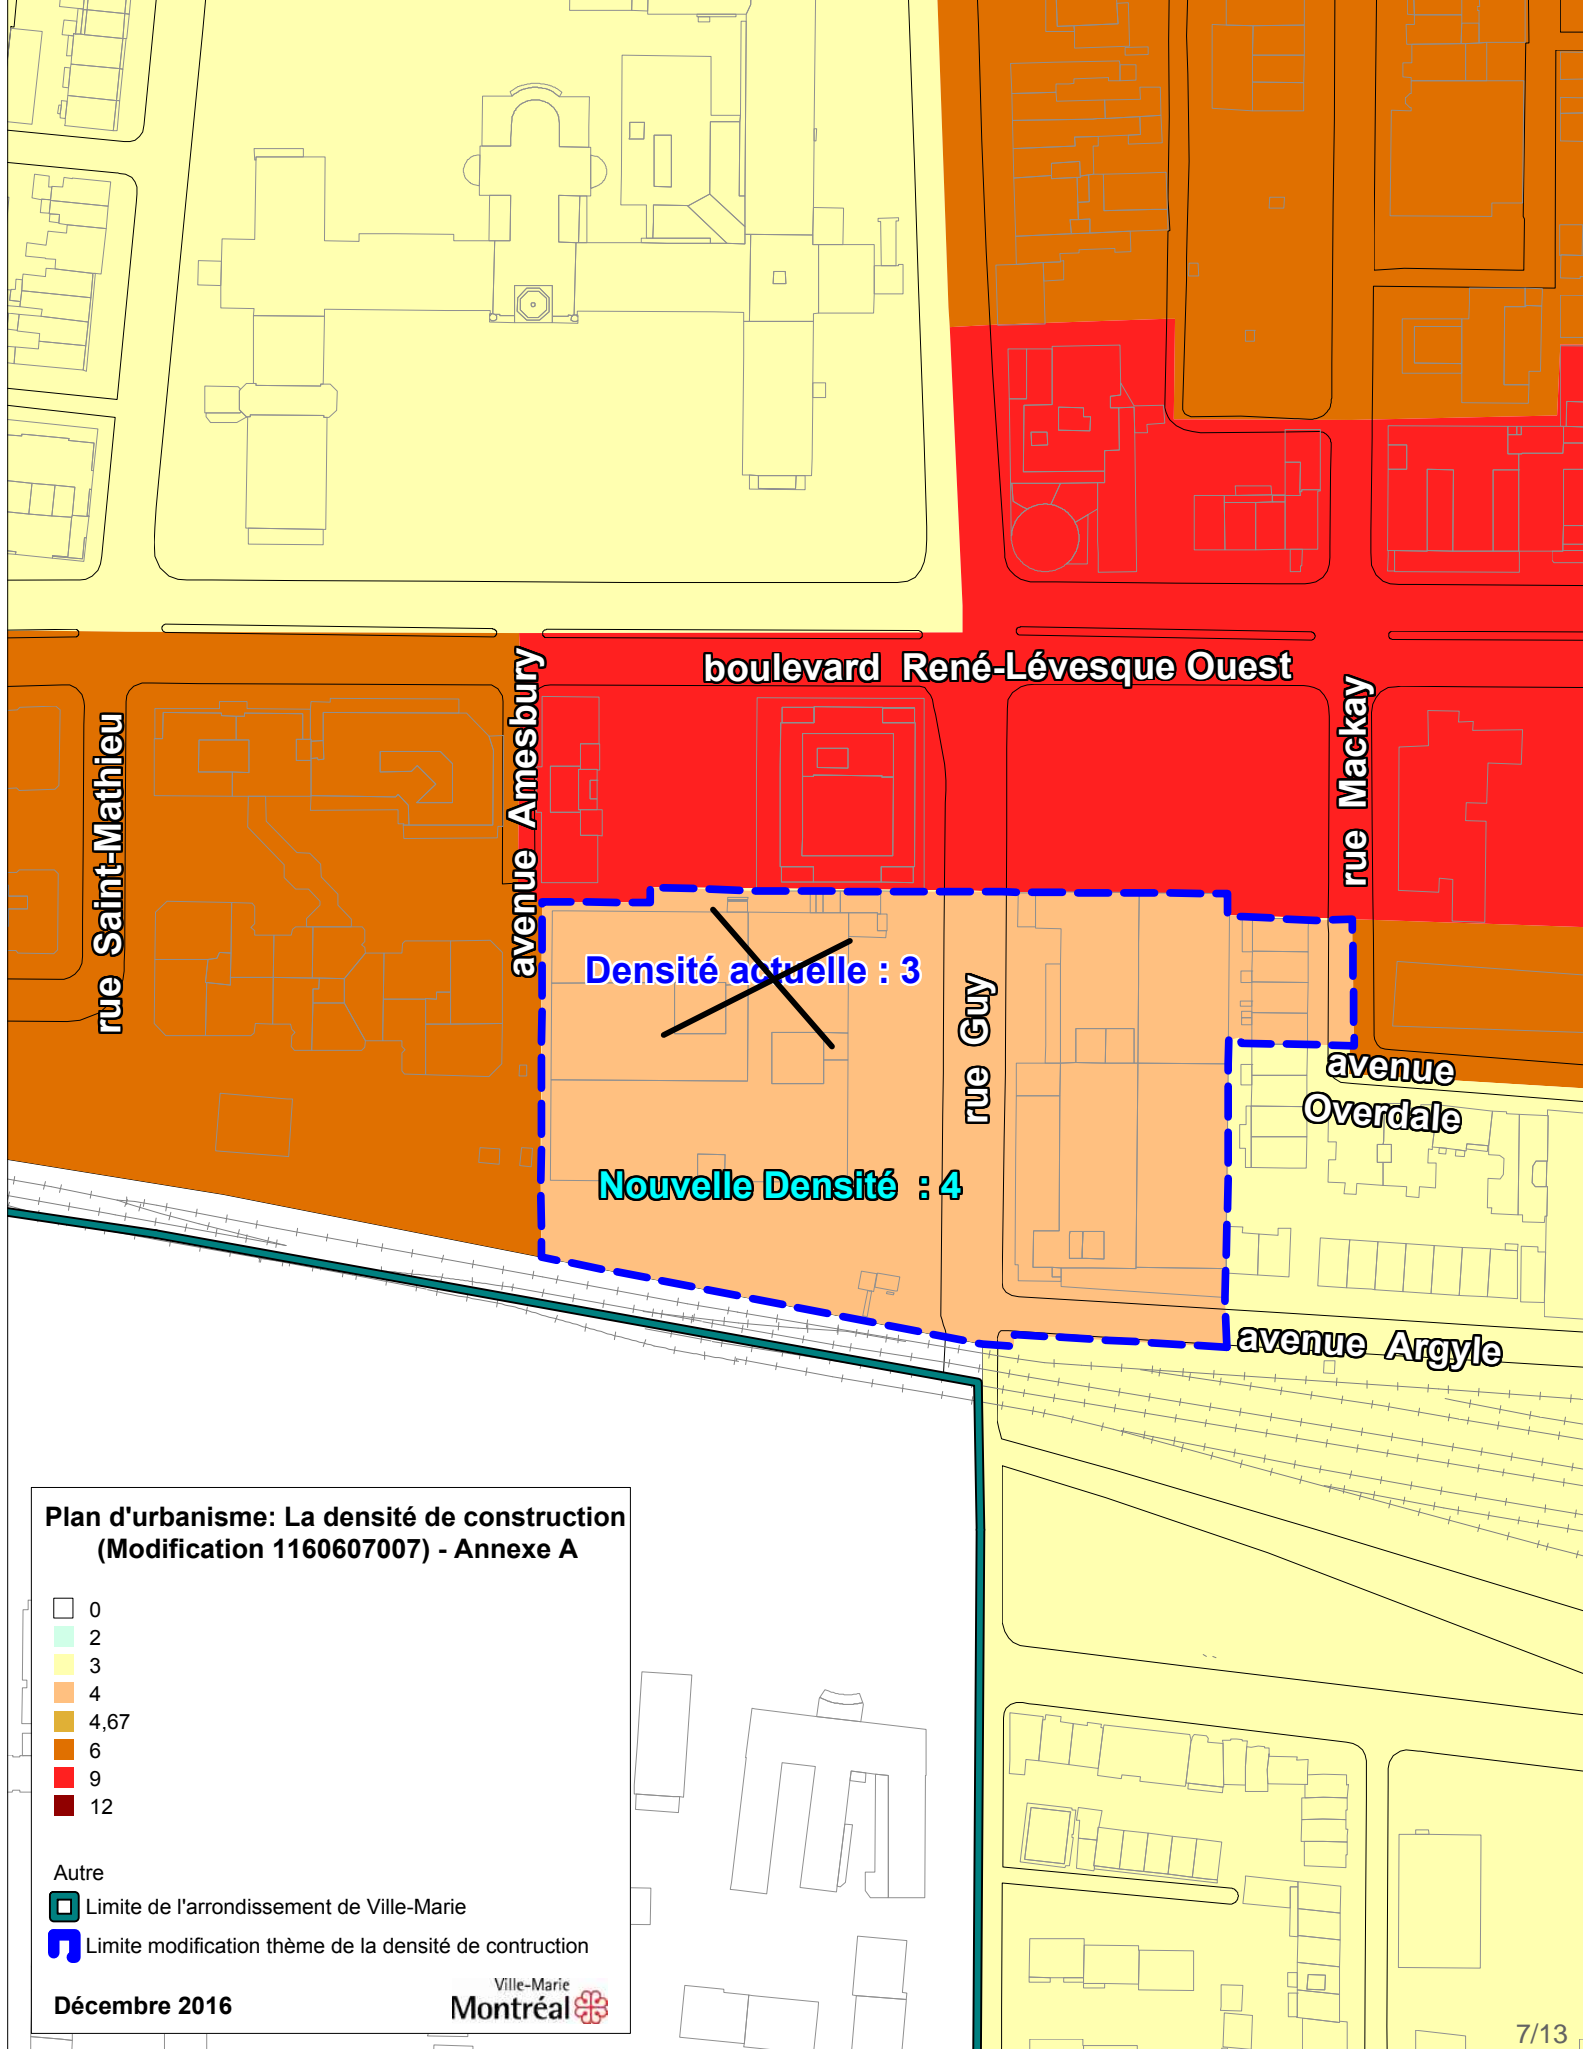 boulevard René-Lévesque Ouest
rue Saint-Mathieu
avenue Amesbury
rue Mackay
Densité actuelle : 3
rue Guy
avenue
Overdale
Nouvelle Densité : 4
avenue Argyle
Plan d'urbanisme: La densité de construction
(Modification 1160607007) - Annexe A
0
2
3
4
4,67
6
9
12
Autre
Limite de l'arrondissement de Ville-Marie
Limite modification thème de la densité de contruction
Décembre 2016
Ville-Marie
Montréal
7/13